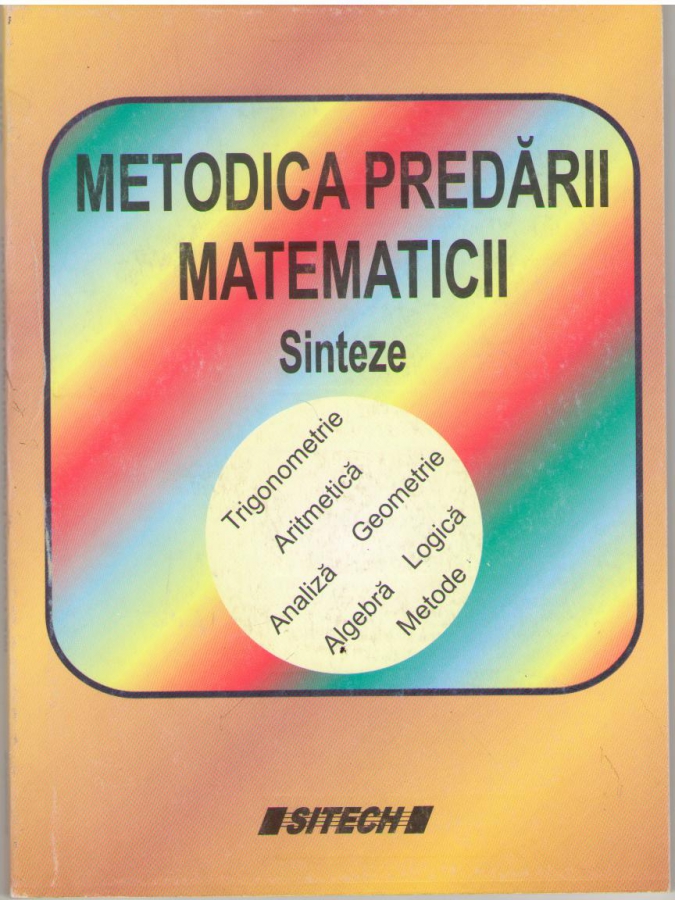 METODICA PREDĂRII
MATEMATICII
Sinteze
Trigonometrie
Aritmetică
Geometrie
Analiză
Logică
Algebră
Metode
SITECH